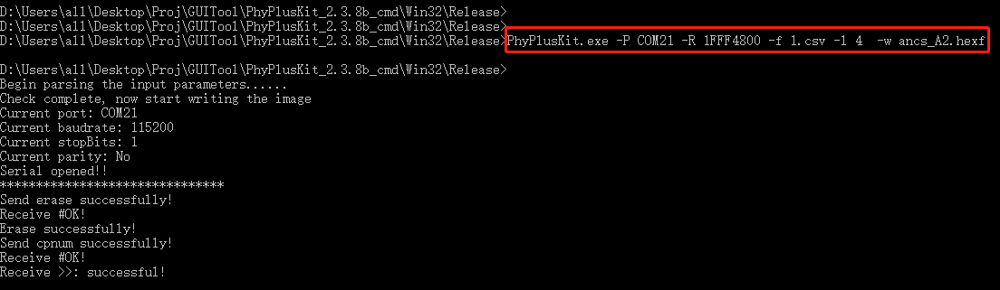 D:\Users\all\Desktop\Proj\GUITool\PhyPlusKit_2.3.8b_cmd\Win32\Release>
D:\Users\all\Desktop\Proj\GUITool\PhyPlusKit_2.3.8b_cmd\Win32\Release>
D:\Users\all\Desktop\Proj\GUITool\PhyPlusKit_2.3.8b_cmd\Win32\Release>PhyPlusKit.exe -P COM21 -R 1FFF4800 -f 1.csv -l 4  -w ancs_A2.hexf
D:\Users\all\Desktop\Proj\GUITool\PhyPlusKit_2.3.8b_cmd\Win32\Release>
Begin parsing the input parameters......
Check complete, now start writing the image
Current port: COM21
Current baudrate: 115200
Current stopBits: 1
Current parity: No
Serial opened!!
*******************************
Send erase successfully!
Receive #OK!
Erase successfully!
Send cpnum successfully!
Receive #OK!
Receive >>: successful!